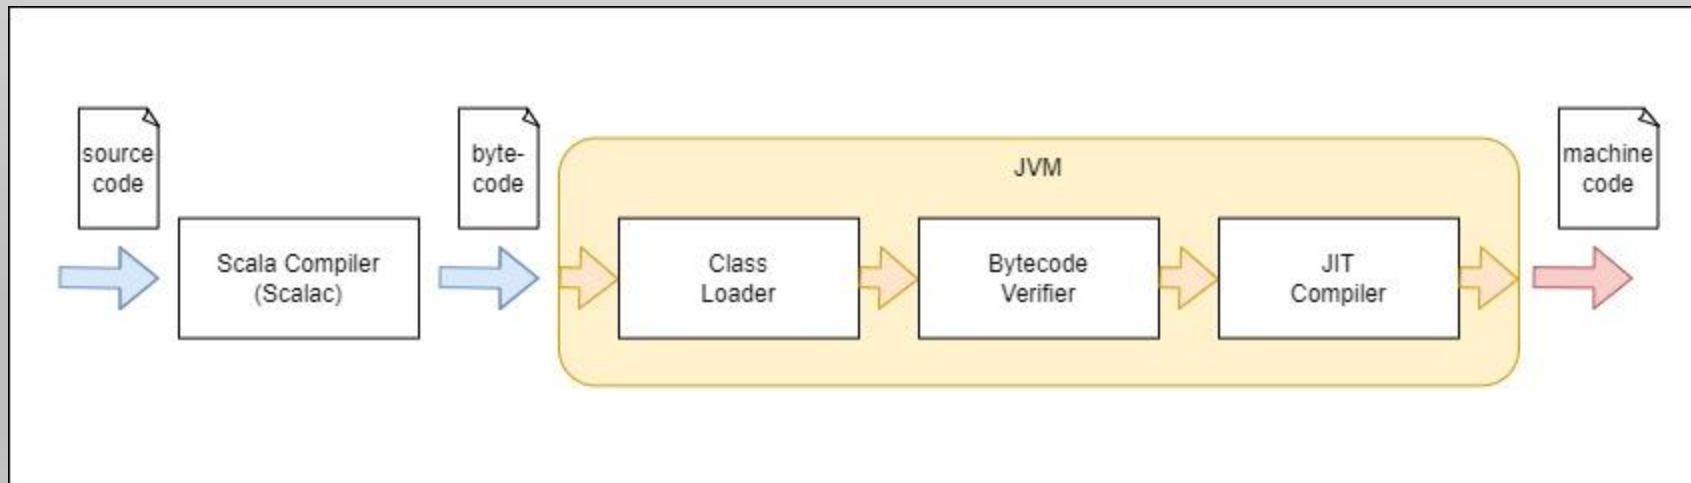 source
code
Scala Compiler
(Scalac)
byte-
code
JVM
Class
Loader
Bytecode
Verifier
JIT
Compiler
machine
code